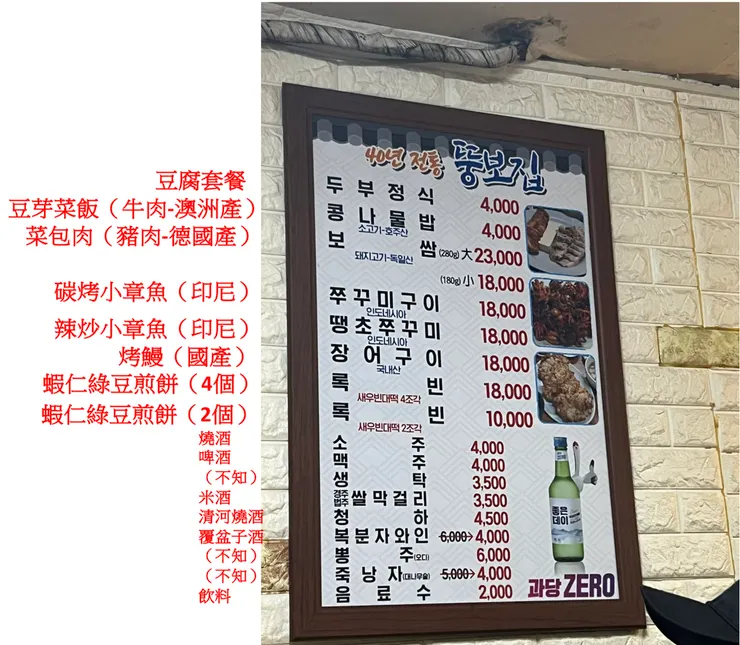 豆腐套餐
豆芽菜飯（牛肉-澳洲產）
菜包肉（豬肉-德國產）
碳烤小章魚（印尼）
辣炒小章魚（印尼）
烤鰻（國產）
蝦仁綠豆煎餅（4個）
蝦仁綠豆煎餅（2個）
燒酒
啤酒
（不知）
米酒
清河燒酒
覆盆子酒
（不知）
（不知）
飲料
40년 전통 뚱보집
두부정식 4,000
콩나물밥 4,000
소고기-호주산
보쌈 (280g) 大 23,000
돼지고기-독일산
(180g) 小 18,000
쭈꾸미구이 18,000
인도네시아
땡초쭈꾸미 18,000
인도네시아
장어구이 18,000
국내산
록빈 18,000
새우빈대떡 4조각
록빈 10,000
새우빈대떡 2조각
소주 4,000
맥주 4,000
생탁 3,500
경주법주 쌀막걸리 3,500
청하 4,500
복분자와인 6,000→4,000
뽕주(오디) 6,000
죽낭자(대나무술) 5,000→4,000
음료수 2,000
좋은
데이
과당 ZERO